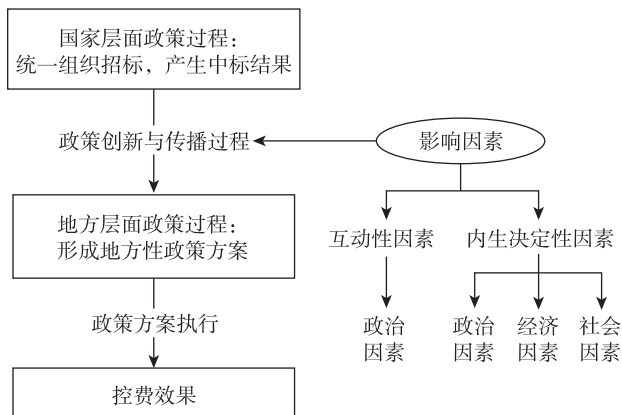 国家层面政策过程：
统一组织招标，产生中标结果
政策创新与传播过程
影响因素
地方层面政策过程：
形成地方性政策方案
互动性因素
内生决定性因素
政策方案执行
政治
因素
政治
因素
经济
因素
社会
因素
控费效果